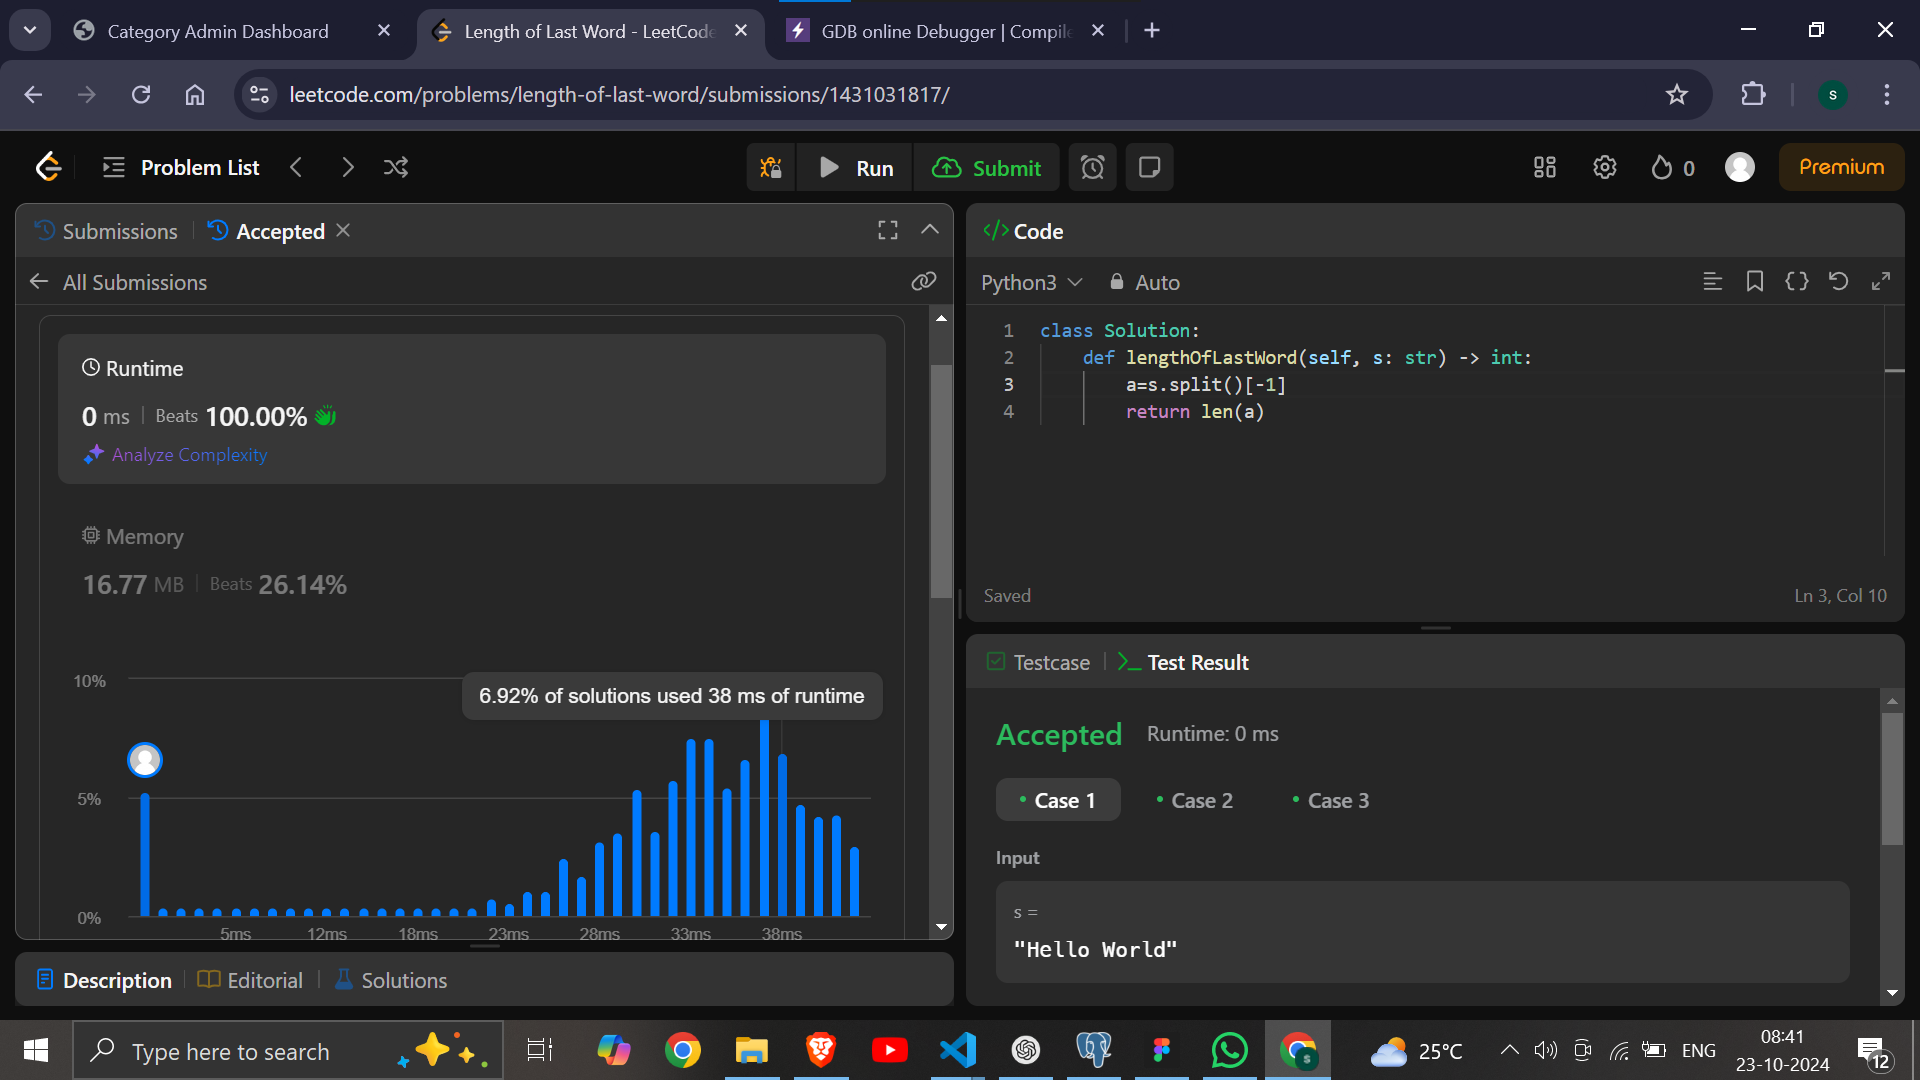 Category Admin Dashboard
Length of Last Word - LeetCode
GDB online Debugger | Compile
leetcode.com/problems/length-of-last-word/submissions/1431031817/
s
Problem List
Run
Submit
0
Premium
Submissions
Accepted
All Submissions
Runtime
0 ms | Beats 100.00%
Analyze Complexity
Memory
16.77 MB | Beats 26.14%
10%
6.92% of solutions used 38 ms of runtime
5%
0%
5ms 12ms 18ms 23ms 28ms 33ms 38ms
Description
Editorial
Solutions
Code
Python3
Auto
1 class Solution:
2     def lengthOfLastWord(self, s: str) -> int:
3         a=s.split()[-1]
4         return len(a)
Saved
Ln 3, Col 10
Testcase
Test Result
Accepted
Runtime: 0 ms
Case 1
Case 2
Case 3
Input
s =
"Hello World"
Type here to search
s
25°C
ENG
08:41
23-10-2024
12